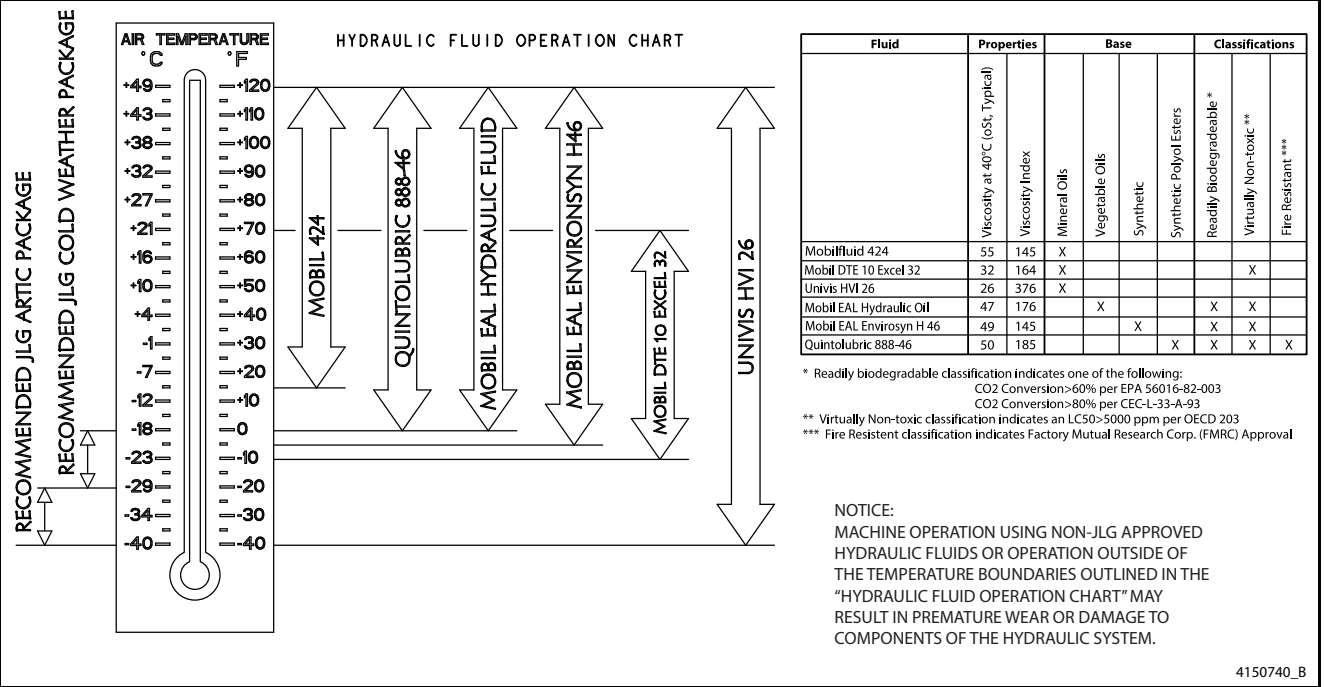 RECOMMENDED JLG ARTIC PACKAGE
RECOMMENDED JLG COLD WEATHER PACKAGE
AIR TEMPERATURE
°C °F
+49 +120
+43 +110
+38 +100
+32 +90
+27 +80
+21 +70
+16 +60
+10 +50
+4 +40
-1 +30
-7 +20
-12 +10
-18 0
-23 -10
-29 -20
-34 -30
-40 -40
HYDRAULIC FLUID OPERATION CHART
MOBIL 424
QUINTOLUBRIC 888-46
MOBIL EAL HYDRAULIC FLUID
MOBIL EAL ENVIRONSYN H46
MOBIL DTE 10 EXCEL 32
UNIVIS HVI 26
Fluid Properties Base Classifications
Viscosity at 40°C (oSt, Typical)
Viscosity Index
Mineral Oils
Vegetable Oils
Synthetic
Synthetic Polyol Esters
Readily Biodegradeable *
Virtually Non-toxic **
Fire Resistant ***
Mobilfluid 424 55 145 X
Mobil DTE 10 Excel 32 32 164 X X
Univis HVI 26 26 376 X
Mobil EAL Hydraulic Oil 47 176 X X X
Mobil EAL Envirosyn H 46 49 145 X X X
Quintolubric 888-46 50 185 X X X X
* Readily biodegradable classification indicates one of the following:
CO2 Conversion>60% per EPA 56016-82-003
CO2 Conversion>80% per CEC-L-33-A-93
** Virtually Non-toxic classification indicates an LC50>5000 ppm per OECD 203
*** Fire Resistent classification indicates Factory Mutual Research Corp. (FMRC) Approval
NOTICE:
MACHINE OPERATION USING NON-JLG APPROVED
HYDRAULIC FLUIDS OR OPERATION OUTSIDE OF
THE TEMPERATURE BOUNDARIES OUTLINED IN THE
“HYDRAULIC FLUID OPERATION CHART” MAY
RESULT IN PREMATURE WEAR OR DAMAGE TO
COMPONENTS OF THE HYDRAULIC SYSTEM.
4150740_B